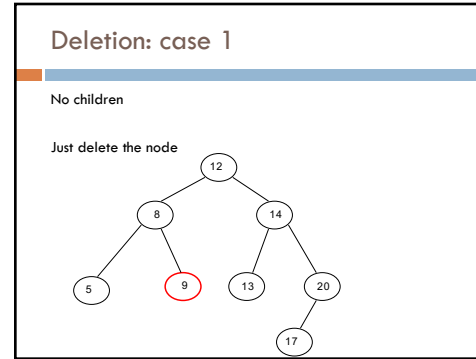 Deletion: case 1
No children
Just delete the node
12
8 14
5 9 13 20
17